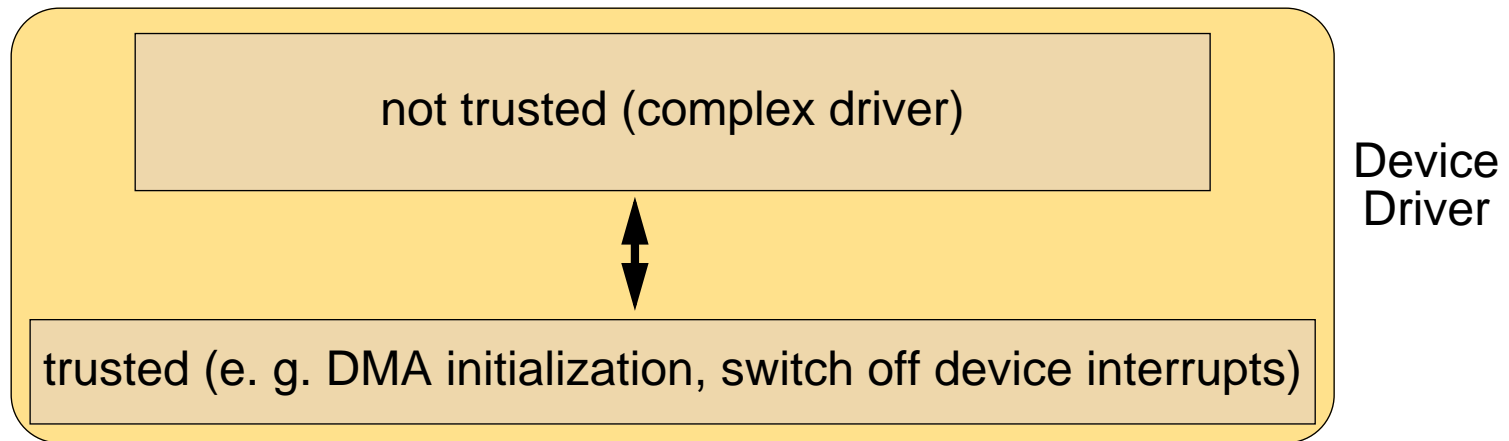 not trusted (complex driver)
Device
Driver
trusted (e. g. DMA initialization, switch off device interrupts)